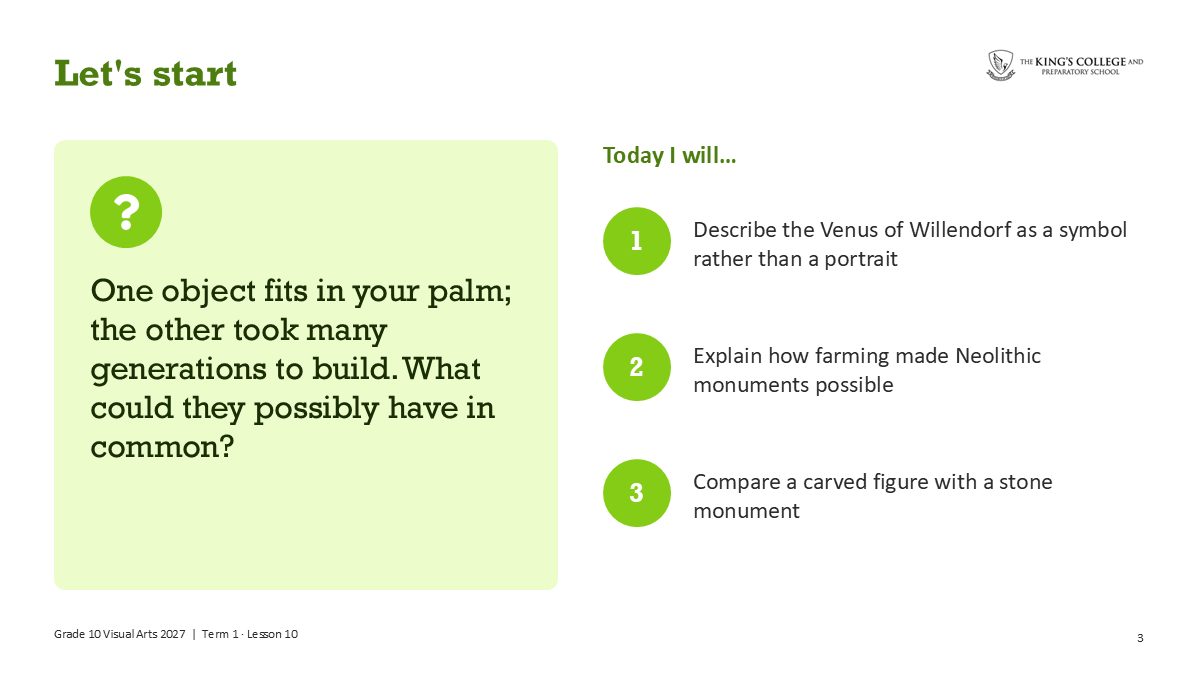 Let's start
THE KING'S COLLEGE AND
PREPARATORY SCHOOL
?
One object fits in your palm;
the other took many
generations to build. What
could they possibly have in
common?
Today I will...
1
Describe the Venus of Willendorf as a symbol
rather than a portrait
2
Explain how farming made Neolithic
monuments possible
3
Compare a carved figure with a stone
monument
Grade 10 Visual Arts 2027 | Term 1 · Lesson 10
3